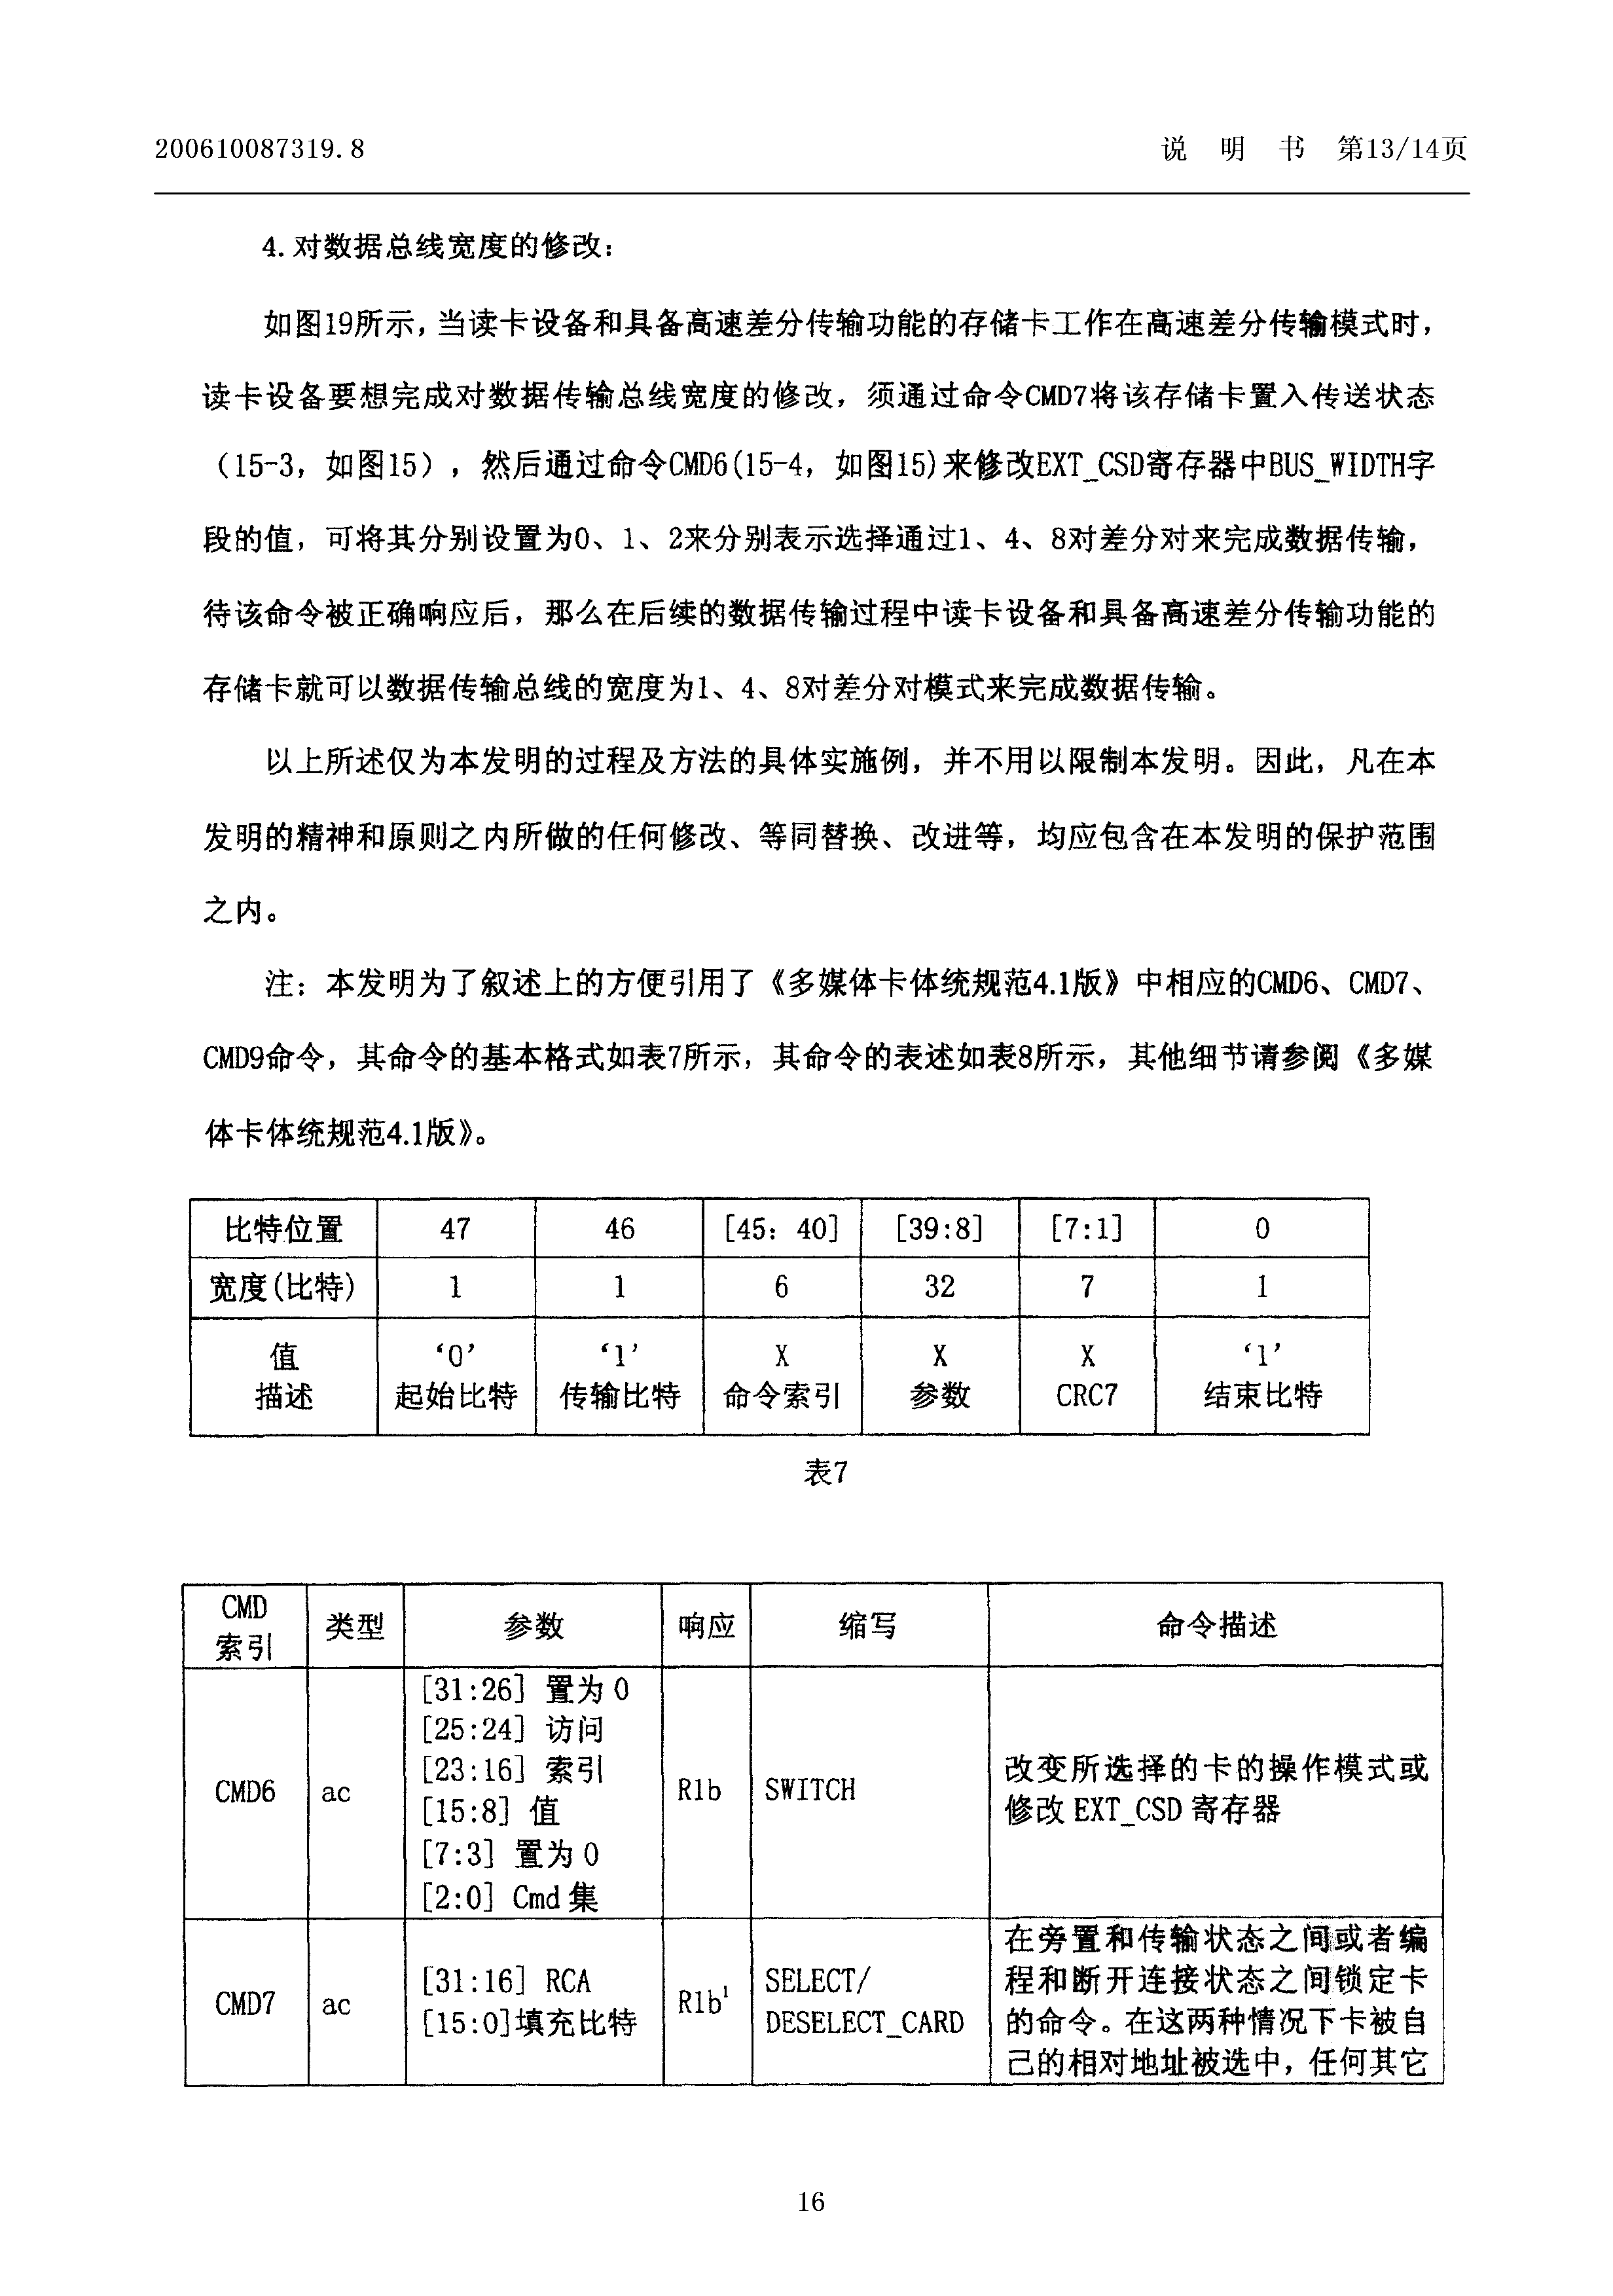 200610087319.8 说 明 书 第13/14页
4. 对数据总线宽度的修改：
如图19所示，当读卡设备和具备高速差分传输功能的存储卡工作在高速差分传输模式时，
读卡设备要想完成对数据传输总线宽度的修改，须通过命令CMD7将该存储卡置入传送状态
（15-3，如图15），然后通过命令CMD6(15-4，如图15)来修改EXT_CSD寄存器中BUS_WIDTH字
段的值，可将其分别设置为0、1、2来分别表示选择通过1、4、8对差分对来完成数据传输，
待该命令被正确响应后，那么在后续的数据传输过程中读卡设备和具备高速差分传输功能的
存储卡就可以数据传输总线的宽度为1、4、8对差分对模式来完成数据传输。
以上所述仅为本发明的过程及方法的具体实施例，并不用以限制本发明。因此，凡在本
发明的精神和原则之内所做的任何修改、等同替换、改进等，均应包含在本发明的保护范围
之内。
注：本发明为了叙述上的方便引用了《多媒体卡体统规范4.1版》中相应的CMD6、CMD7、
CMD9命令，其命令的基本格式如表7所示，其命令的表述如表8所示，其他细节请参阅《多媒
体卡体统规范4.1版》。
比特位置 47 46 [45：40] [39:8] [7:1] 0
宽度(比特) 1 1 6 32 7 1
值 ‘0’ ‘1’ X X X ‘1’
描述 起始比特 传输比特 命令索引 参数 CRC7 结束比特
表7
CMD
索引 类型 参数 响应 缩写 命令描述
[31:26] 置为 0
[25:24] 访问
[23:16] 索引
[15:8] 值
[7:3] 置为 0
[2:0] Cmd 集
CMD6 ac R1b SWITCH
改变所选择的卡的操作模式或
修改 EXT_CSD 寄存器
CMD7 ac
[31:16] RCA
[15:0]填充比特
R1b¹
SELECT/
DESELECT_CARD
在旁置和传输状态之间或者编
程和断开连接状态之间锁定卡
的命令。在这两种情况下卡被自
己的相对地址被选中，任何其它
16